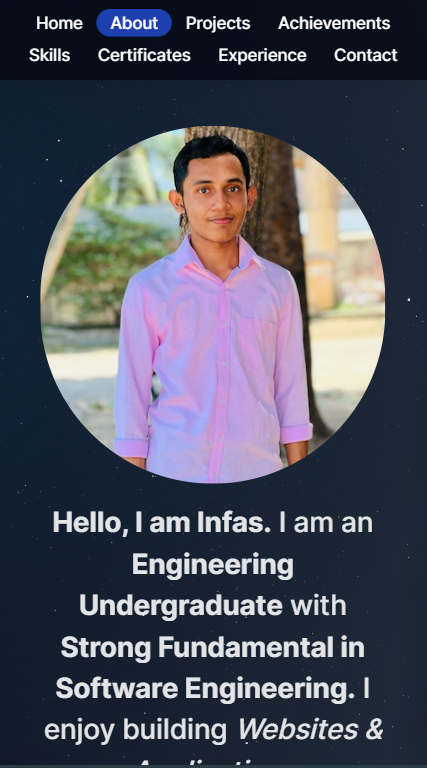 Home About Projects Achievements
Skills Certificates Experience Contact
Hello, I am Infas. I am an
Engineering
Undergraduate with
Strong Fundamental in
Software Engineering. I
enjoy building Websites &